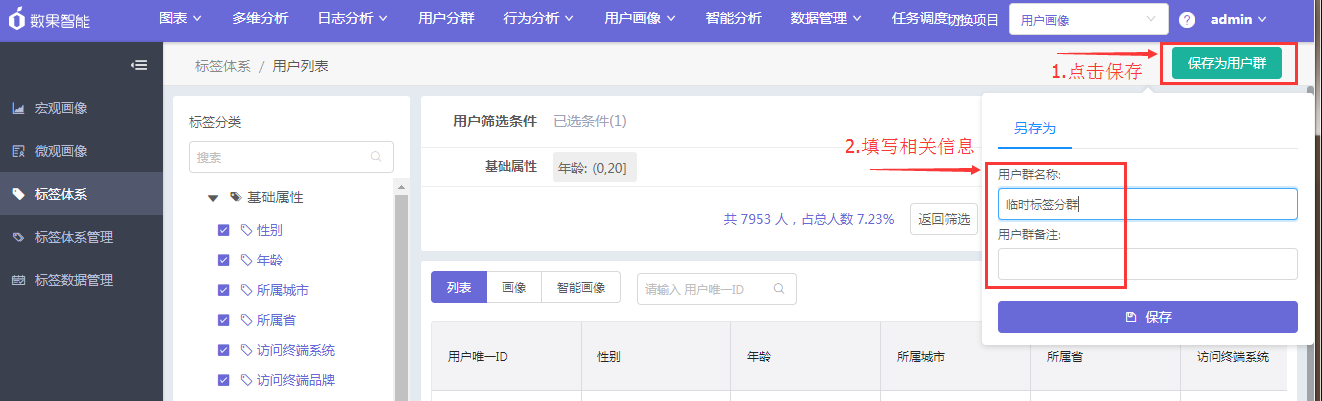 数果智能
图表 多维分析 日志分析 用户分群 行为分析 用户画像 智能分析 数据管理 任务调度 切换项目 用户画像 ? admin
标签体系 / 用户列表
1.点击保存
保存为用户群
宏观画像
微观画像
标签体系
标签体系管理
标签数据管理
标签分类
搜索
基础属性
性别
年龄
所属城市
所属省
访问终端系统
访问终端品牌
用户筛选条件 已选条件(1)
基础属性 年龄: (0,20]
共 7953 人，占总人数 7.23% 返回筛选
2.填写相关信息
另存为
用户群名称:
临时标签分群
用户群备注:
保存
列表 画像 智能画像 请输入 用户唯一ID
用户唯一ID 性别 年龄 所属城市 所属省 访问终端系统